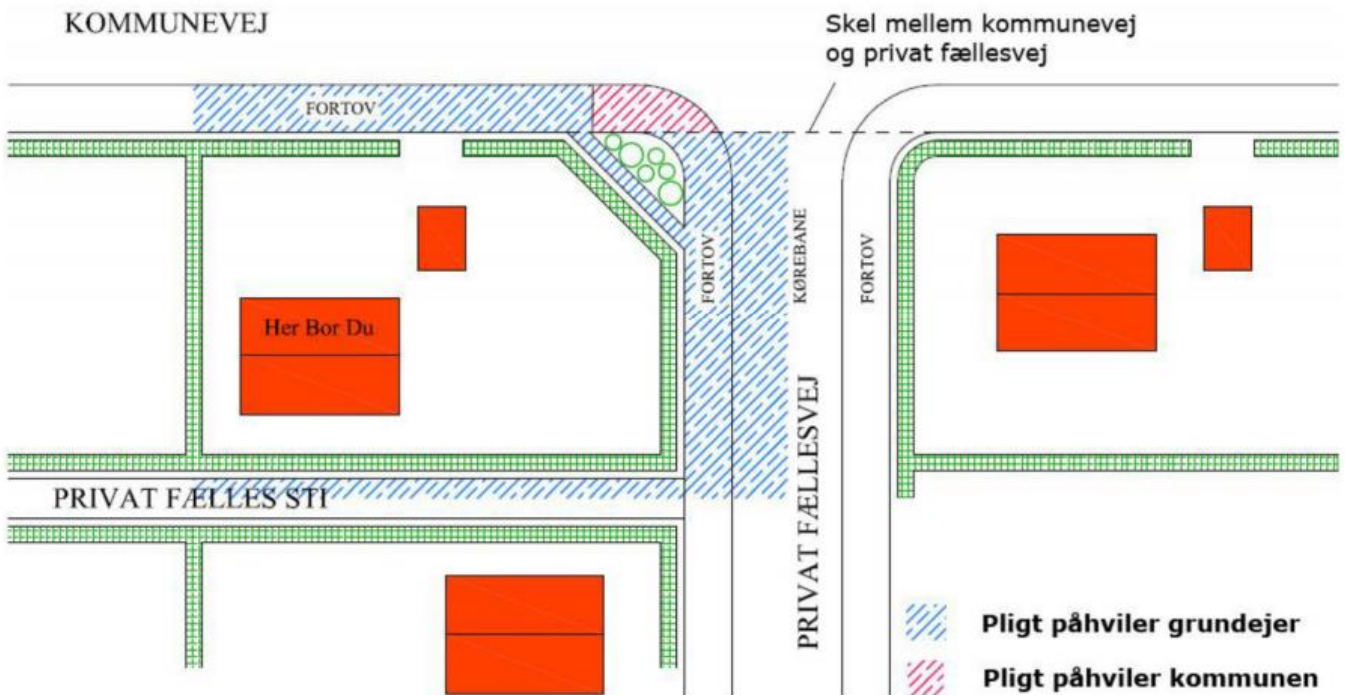 KOMMUNEVEJ
Skel mellem kommunevej
og privat fællesvej
FORTOV
FORTOV
KØREBANE
FORTOV
Her Bor Du
PRIVAT FÆLLESVEJ
PRIVAT FÆLLES STI
Pligt påhviler grundejer
Pligt påhviler kommunen